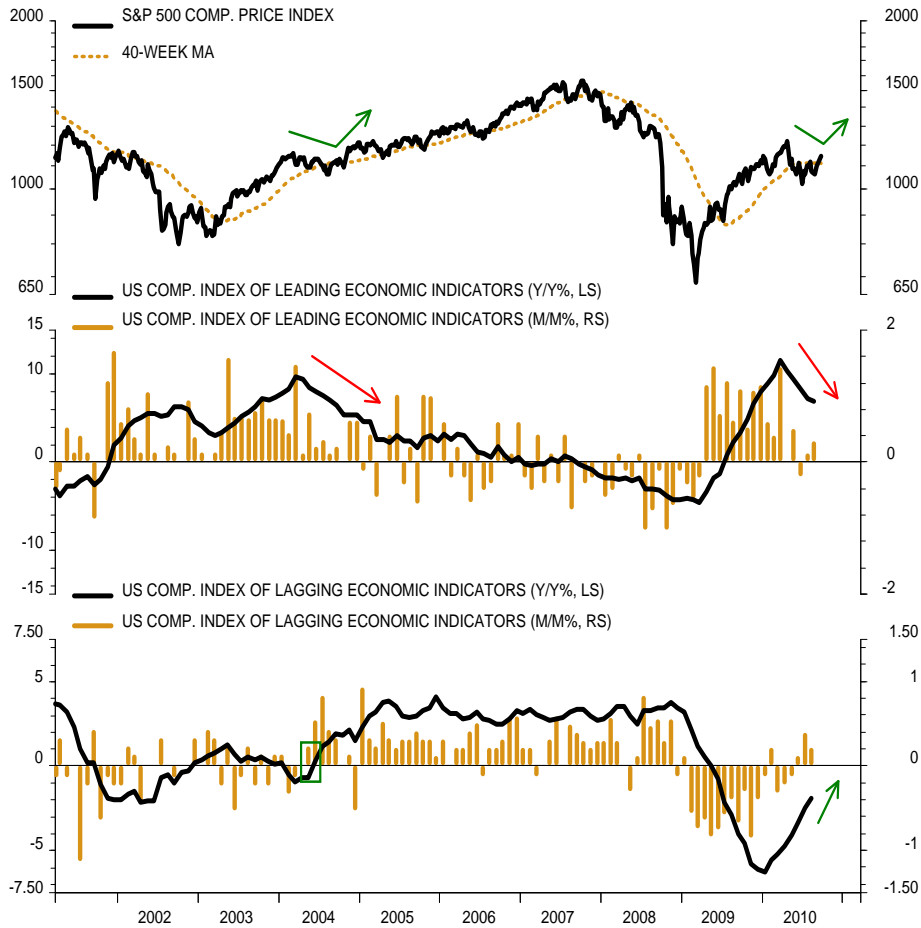 S&P 500 COMP. PRICE INDEX
40-WEEK MA
2000 2000
1500 1500
1000 1000
650 650
US COMP. INDEX OF LEADING ECONOMIC INDICATORS (Y/Y%, LS)
US COMP. INDEX OF LEADING ECONOMIC INDICATORS (M/M%, RS)
15 2
10
5
0 0
-5
-10
-15 -2
US COMP. INDEX OF LAGGING ECONOMIC INDICATORS (Y/Y%, LS)
US COMP. INDEX OF LAGGING ECONOMIC INDICATORS (M/M%, RS)
7.50 1.50
5 1
0 0
-5 -1
-7.50 -1.50
2002 2003 2004 2005 2006 2007 2008 2009 2010